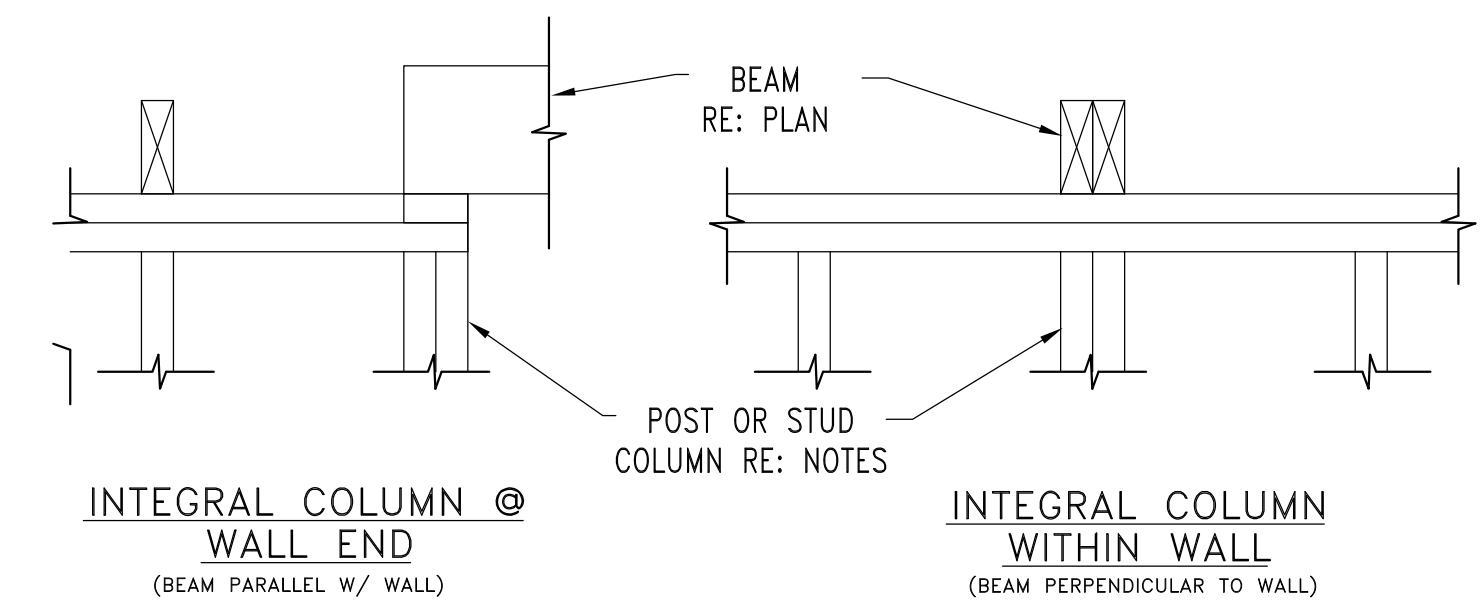 BEAM
RE: PLAN
POST OR STUD
COLUMN RE: NOTES
INTEGRAL COLUMN @
WALL END
(BEAM PARALLEL W/ WALL)
INTEGRAL COLUMN
WITHIN WALL
(BEAM PERPENDICULAR TO WALL)